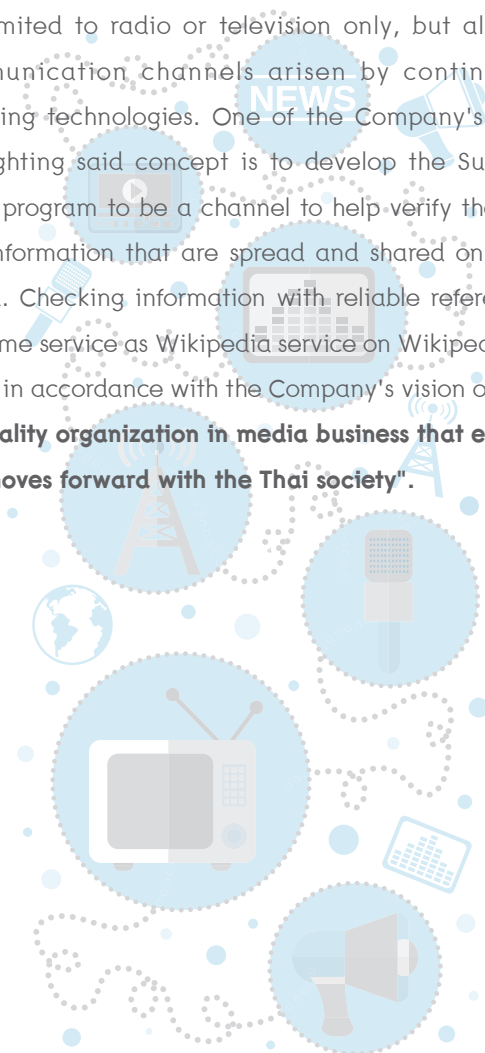 mited to radio or television only, but al
munication channels arisen by contin
NEWS
ing technologies. One of the Company's
ghting said concept is to develop the Su
program to be a channel to help verify the
nformation that are spread and shared on
. Checking information with reliable refere
me service as Wikipedia service on Wikiped
in accordance with the Company's vision o
ality organization in media business that e
oves forward with the Thai society".